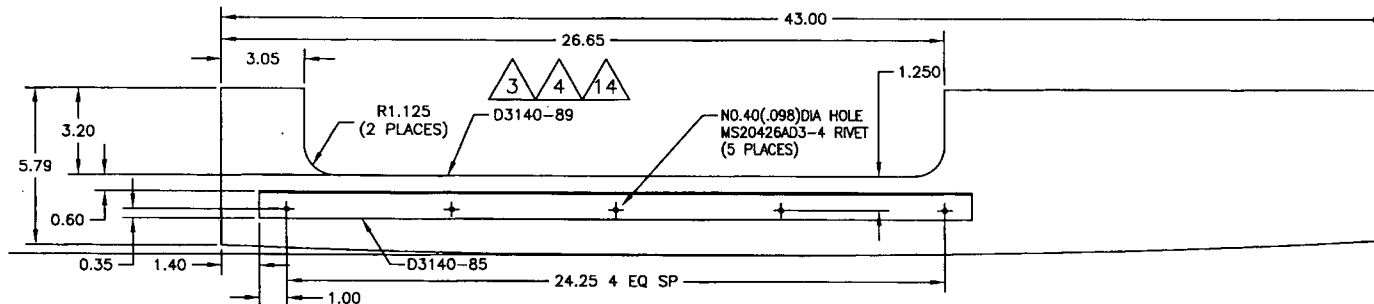 43.00
26.65
3.05
3 4 14
1.250
R1.125
(2 PLACES)
D3140-89
NO.40(.098)DIA HOLE
MS20426AD3-4 RIVET
(5 PLACES)
3.20
5.79
0.60
0.35
1.40
D3140-85
24.25 4 EQ SP
1.00